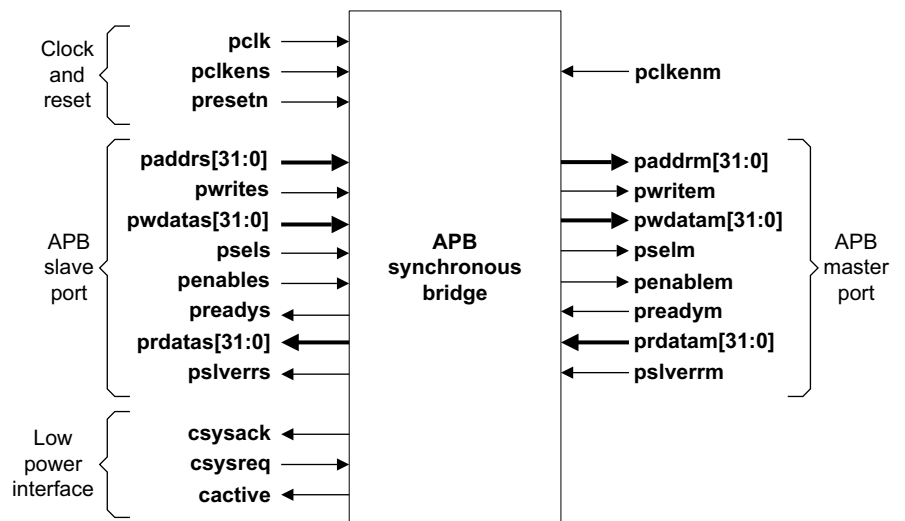 Clock
and
reset
pclk
pclkens
presetn
pclkenm
APB
slave
port
paddrs[31:0]
pwrites
pwdatas[31:0]
psels
penables
preadys
prdatas[31:0]
pslverrs
APB
synchronous
bridge
paddrm[31:0]
pwritem
pwdatam[31:0]
pselm
penablem
preadym
prdatam[31:0]
pslverrm
APB
master
port
Low
power
interface
csysack
csysreq
cactive